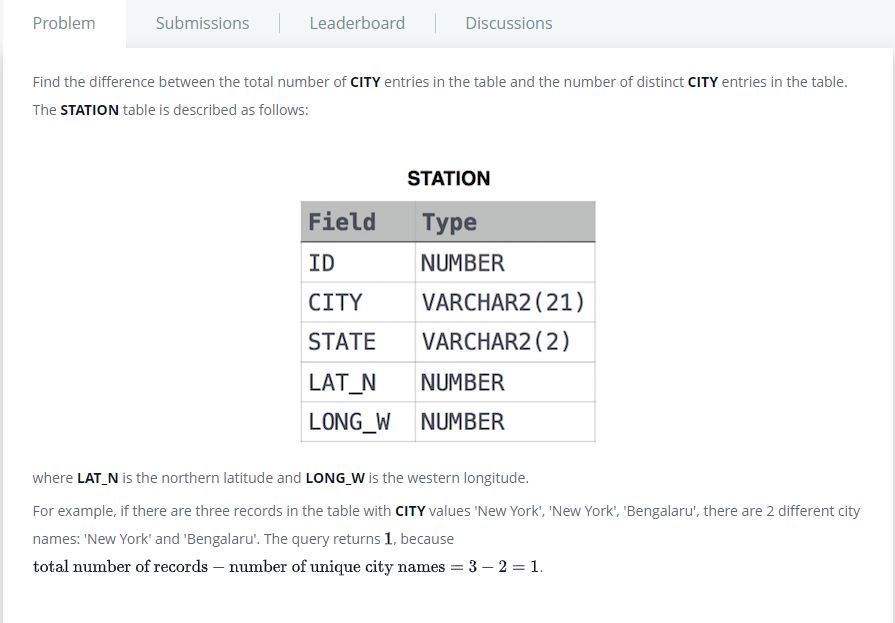 Problem Submissions Leaderboard Discussions
Find the difference between the total number of CITY entries in the table and the number of distinct CITY entries in the table.
The STATION table is described as follows:
STATION
Field Type
ID NUMBER
CITY VARCHAR2(21)
STATE VARCHAR2(2)
LAT_N NUMBER
LONG_W NUMBER
where LAT_N is the northern latitude and LONG_W is the western longitude.
For example, if there are three records in the table with CITY values 'New York', 'New York', 'Bengalaru', there are 2 different city
names: 'New York' and 'Bengalaru'. The query returns 1, because
total number of records − number of unique city names = 3 − 2 = 1.